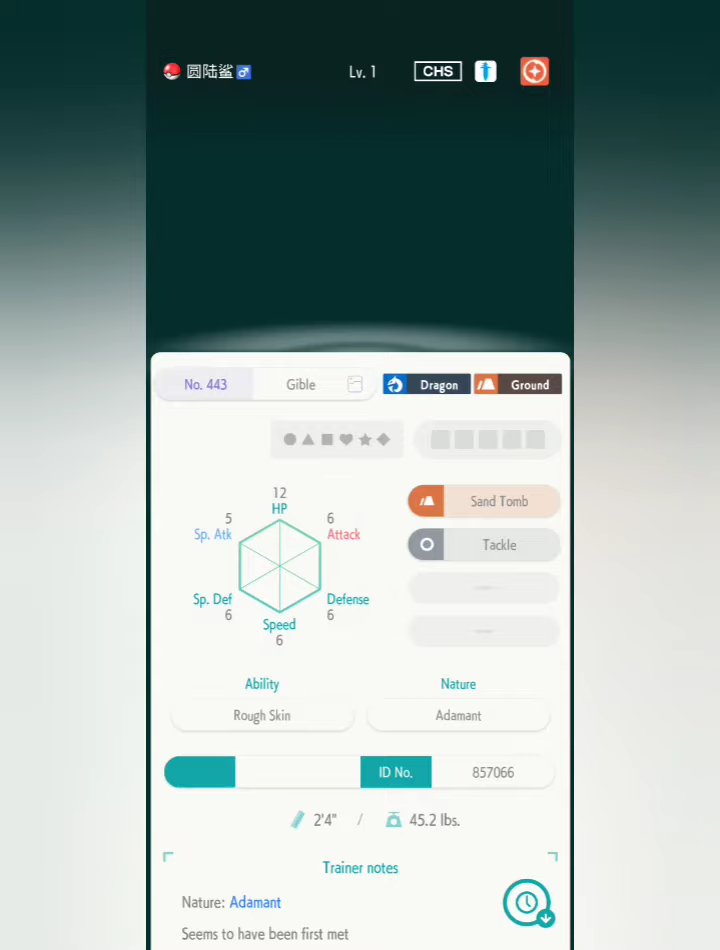 圆陆鲨♂ Lv. 1 CHS
No. 443 Gible Dragon Ground
12
HP
5 6
Sp. Atk Attack
Sand Tomb
Tackle
Sp. Def Defense
6 6
Speed
6
Ability Nature
Rough Skin Adamant
ID No. 857066
2'4" / 45.2 lbs.
Trainer notes
Nature: Adamant
Seems to have been first met